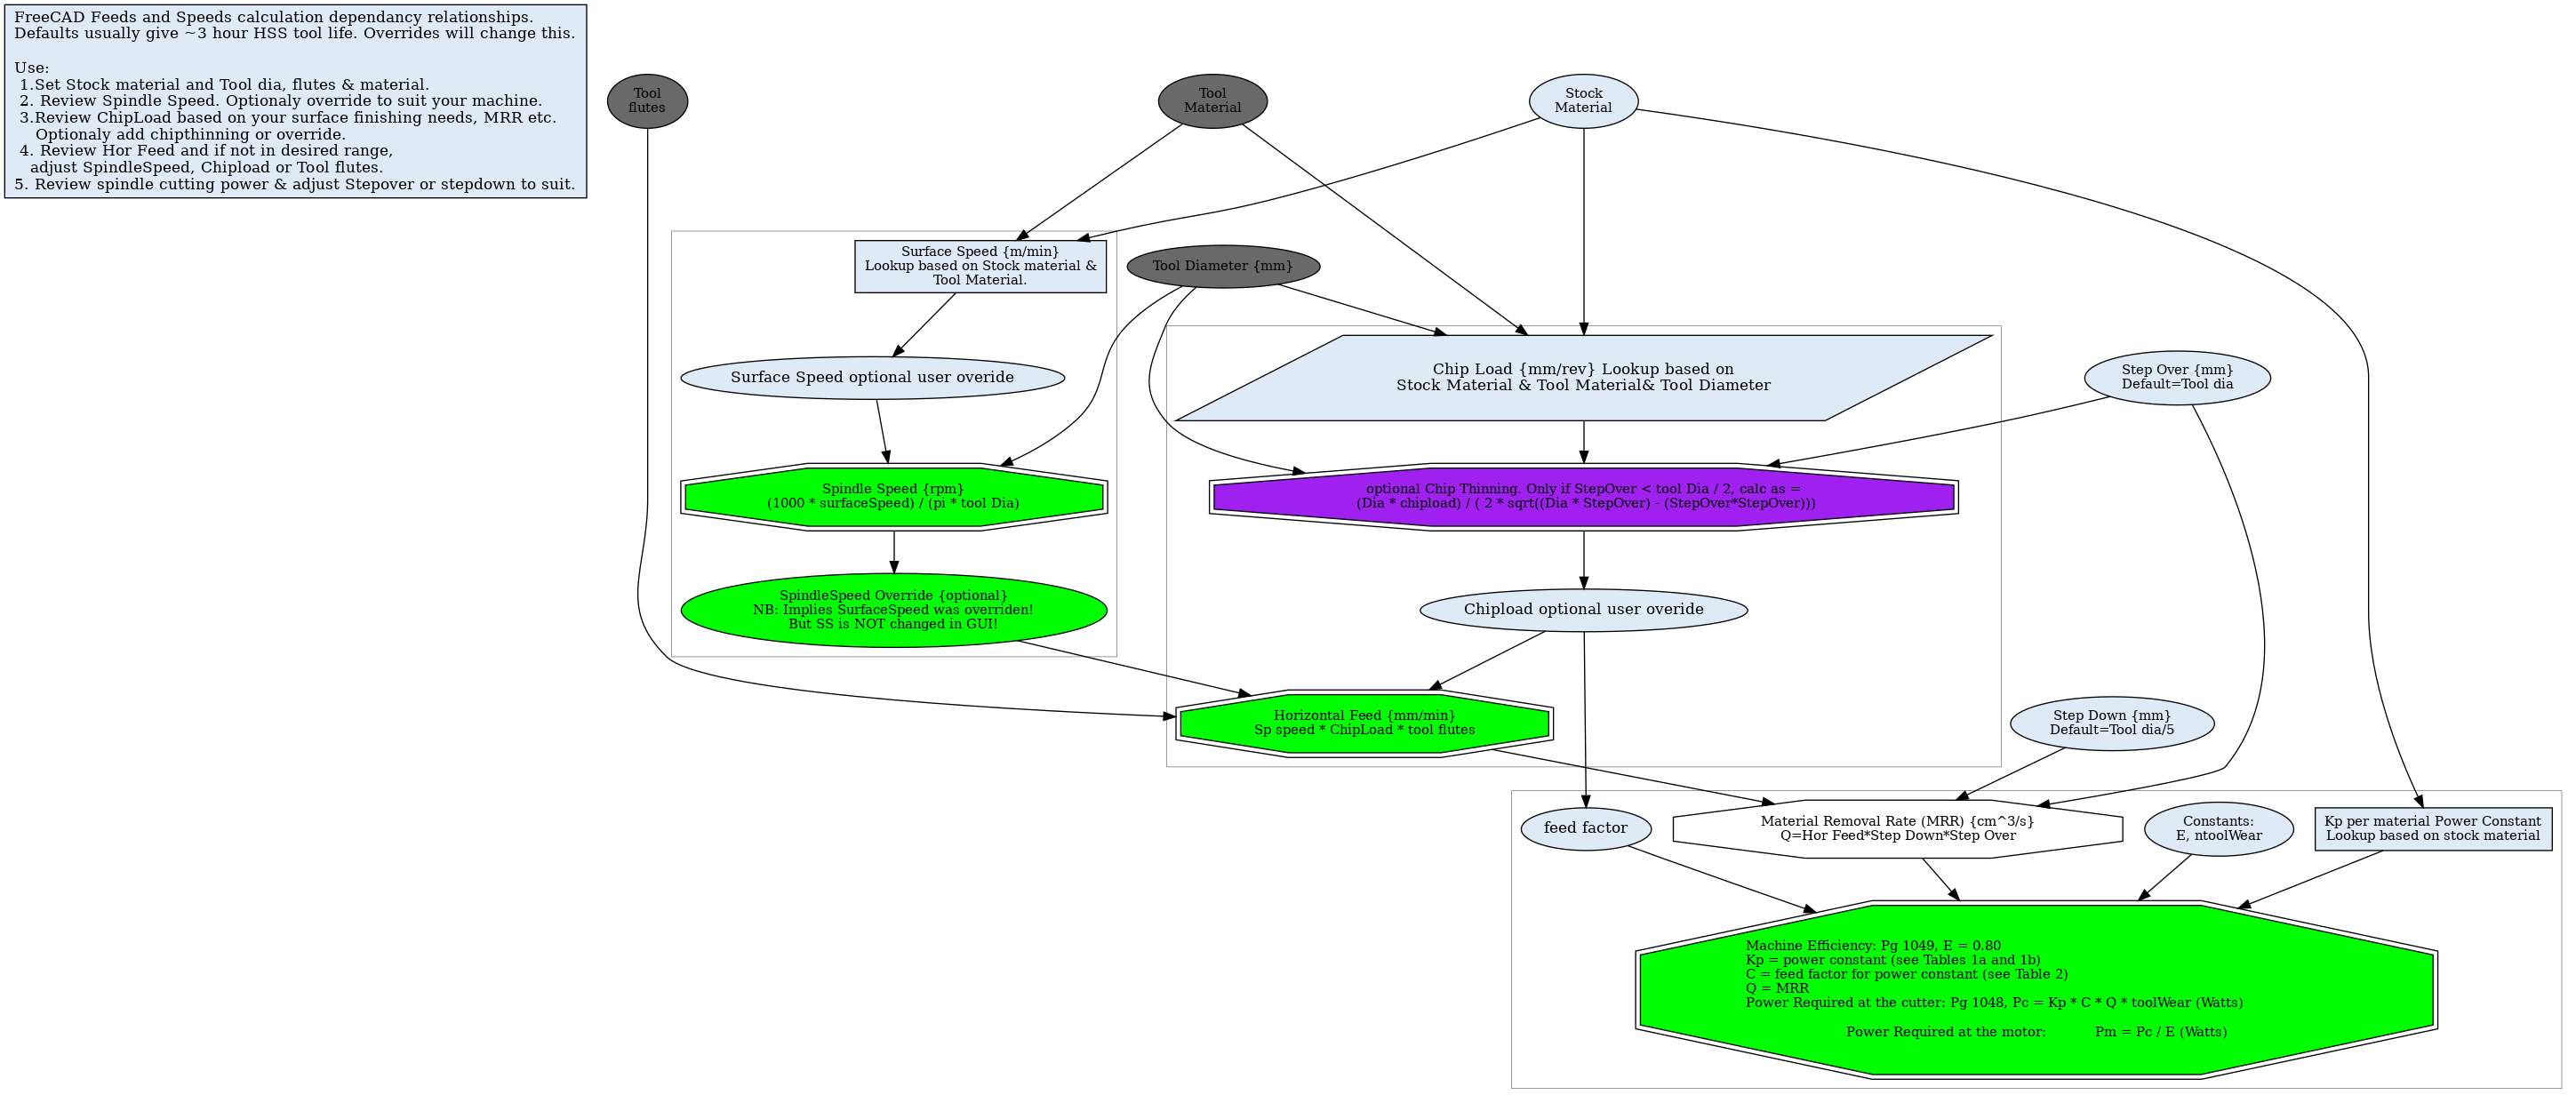 FreeCAD Feeds and Speeds calculation dependancy relationships.
Defaults usually give ~3 hour HSS tool life. Overrides will change this.
Use:
1.Set Stock material and Tool dia, flutes & material.
2. Review Spindle Speed. Optionaly override to suit your machine.
3.Review ChipLoad based on your surface finishing needs, MRR etc.
Optionaly add chipthinning or override.
4. Review Hor Feed and if not in desired range,
adjust SpindleSpeed, Chipload or Tool flutes.
5. Review spindle cutting power & adjust Stepover or stepdown to suit.
Tool
flutes
Tool
Material
Stock
Material
Surface Speed {m/min}
Lookup based on Stock material &
Tool Material.
Tool Diameter {mm}
Surface Speed optional user overide
Chip Load {mm/rev} Lookup based on
Stock Material & Tool Material& Tool Diameter
Step Over {mm}
Default=Tool dia
Spindle Speed {rpm}
(1000 * surfaceSpeed) / (pi * tool Dia)
optional Chip Thinning. Only if StepOver < tool Dia / 2, calc as =
(Dia * chipload) / ( 2 * sqrt((Dia * StepOver) - (StepOver*StepOver)))
SpindleSpeed Override {optional}
NB: Implies SurfaceSpeed was overriden!
But SS is NOT changed in GUI!
Chipload optional user overide
Horizontal Feed {mm/min}
Sp speed * ChipLoad * tool flutes
Step Down {mm}
Default=Tool dia/5
feed factor
Material Removal Rate (MRR) {cm^3/s}
Q=Hor Feed*Step Down*Step Over
Constants:
E, ntoolWear
Kp per material Power Constant
Lookup based on stock material
Machine Efficiency: Pg 1049, E = 0.80
Kp = power constant (see Tables 1a and 1b)
C = feed factor for power constant (see Table 2)
Q = MRR
Power Required at the cutter: Pg 1048, Pc = Kp * C * Q * toolWear (Watts)
Power Required at the motor: Pm = Pc / E (Watts)